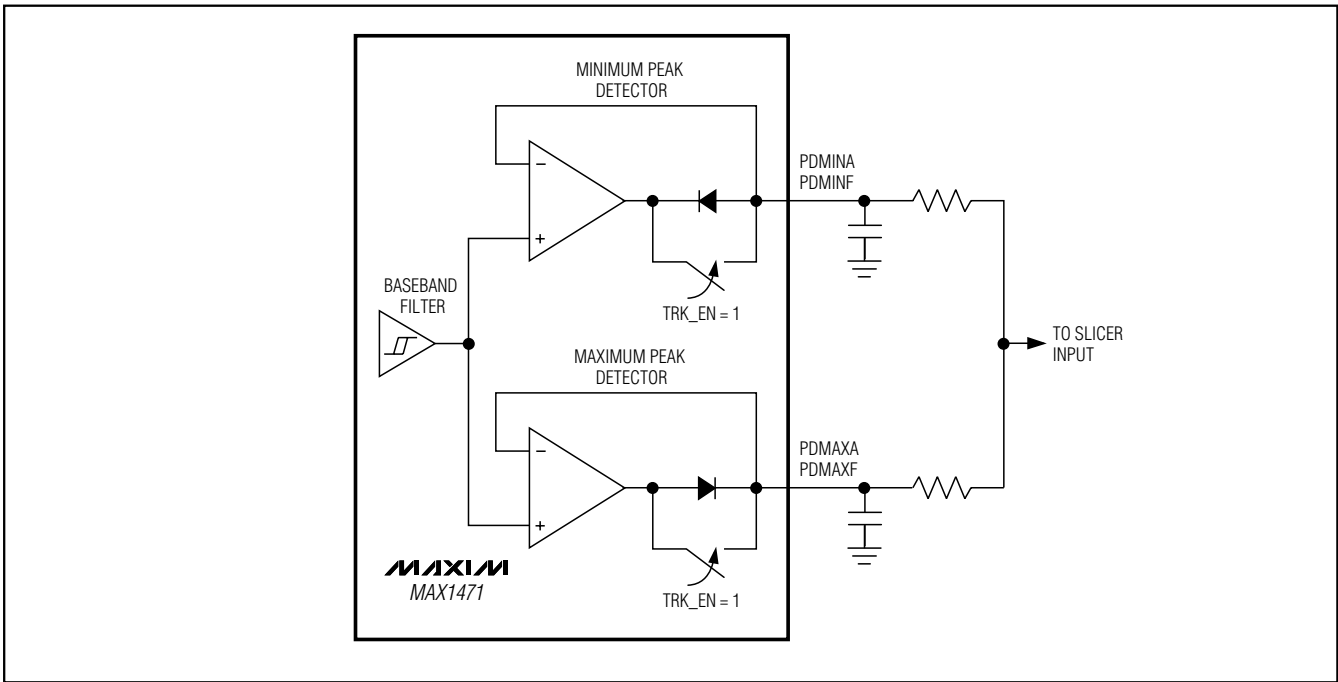 MINIMUM PEAK
DETECTOR
−
+
PDMINA
PDMINF
TRK_EN = 1
BASEBAND
FILTER
TO SLICER
INPUT
MAXIMUM PEAK
DETECTOR
−
+
PDMAXA
PDMAXF
TRK_EN = 1
MAXIM
MAX1471